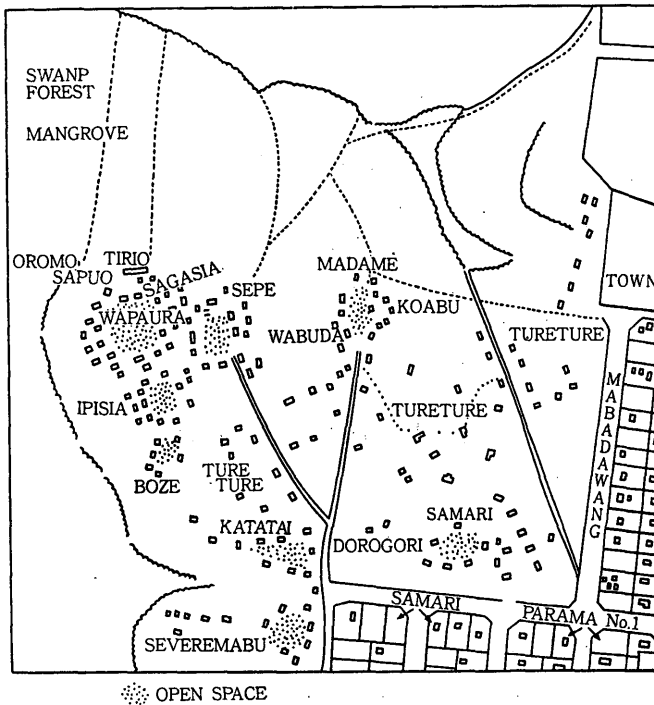 SWANP
FOREST
MANGROVE
OROMO
TIRIO
SAPUO
SAGASIA
WAPAURA
SEPE
MADAME
KOABU
WABUDA
TOWN
TURETURE
MABADAWANG
IPISIA
TURETURE
BOZE
TURE
TURE
KATATAI
SAMARI
DOROGORI
SAMARI
PARAMA No.1
SEVEREMABU
OPEN SPACE